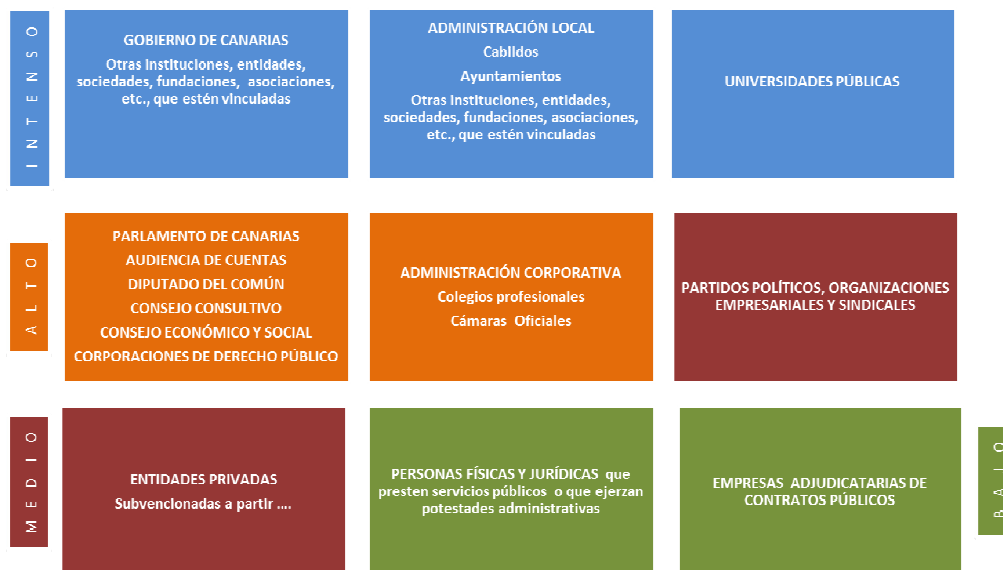 INTENSO
GOBIERNO DE CANARIAS
Otras instituciones, entidades,
sociedades, fundaciones, asociaciones,
etc., que estén vinculadas
ADMINISTRACIÓN LOCAL
Cabildos
Ayuntamientos
Otras instituciones, entidades,
sociedades, fundaciones, asociaciones,
etc., que estén vinculadas
UNIVERSIDADES PÚBLICAS
ALTO
PARLAMENTO DE CANARIAS
AUDIENCIA DE CUENTAS
DIPUTADO DEL COMÚN
CONSEJO CONSULTIVO
CONSEJO ECONÓMICO Y SOCIAL
CORPORACIONES DE DERECHO PÚBLICO
ADMINISTRACIÓN CORPORATIVA
Colegios profesionales
Cámaras Oficiales
PARTIDOS POLÍTICOS, ORGANIZACIONES
EMPRESARIALES Y SINDICALES
MEDIO
ENTIDADES PRIVADAS
Subvencionadas a partir ....
PERSONAS FÍSICAS Y JURÍDICAS que
presten servicios públicos o que ejerzan
potestades administrativas
EMPRESAS ADJUDICATARIAS DE
CONTRATOS PÚBLICOS
BAJO